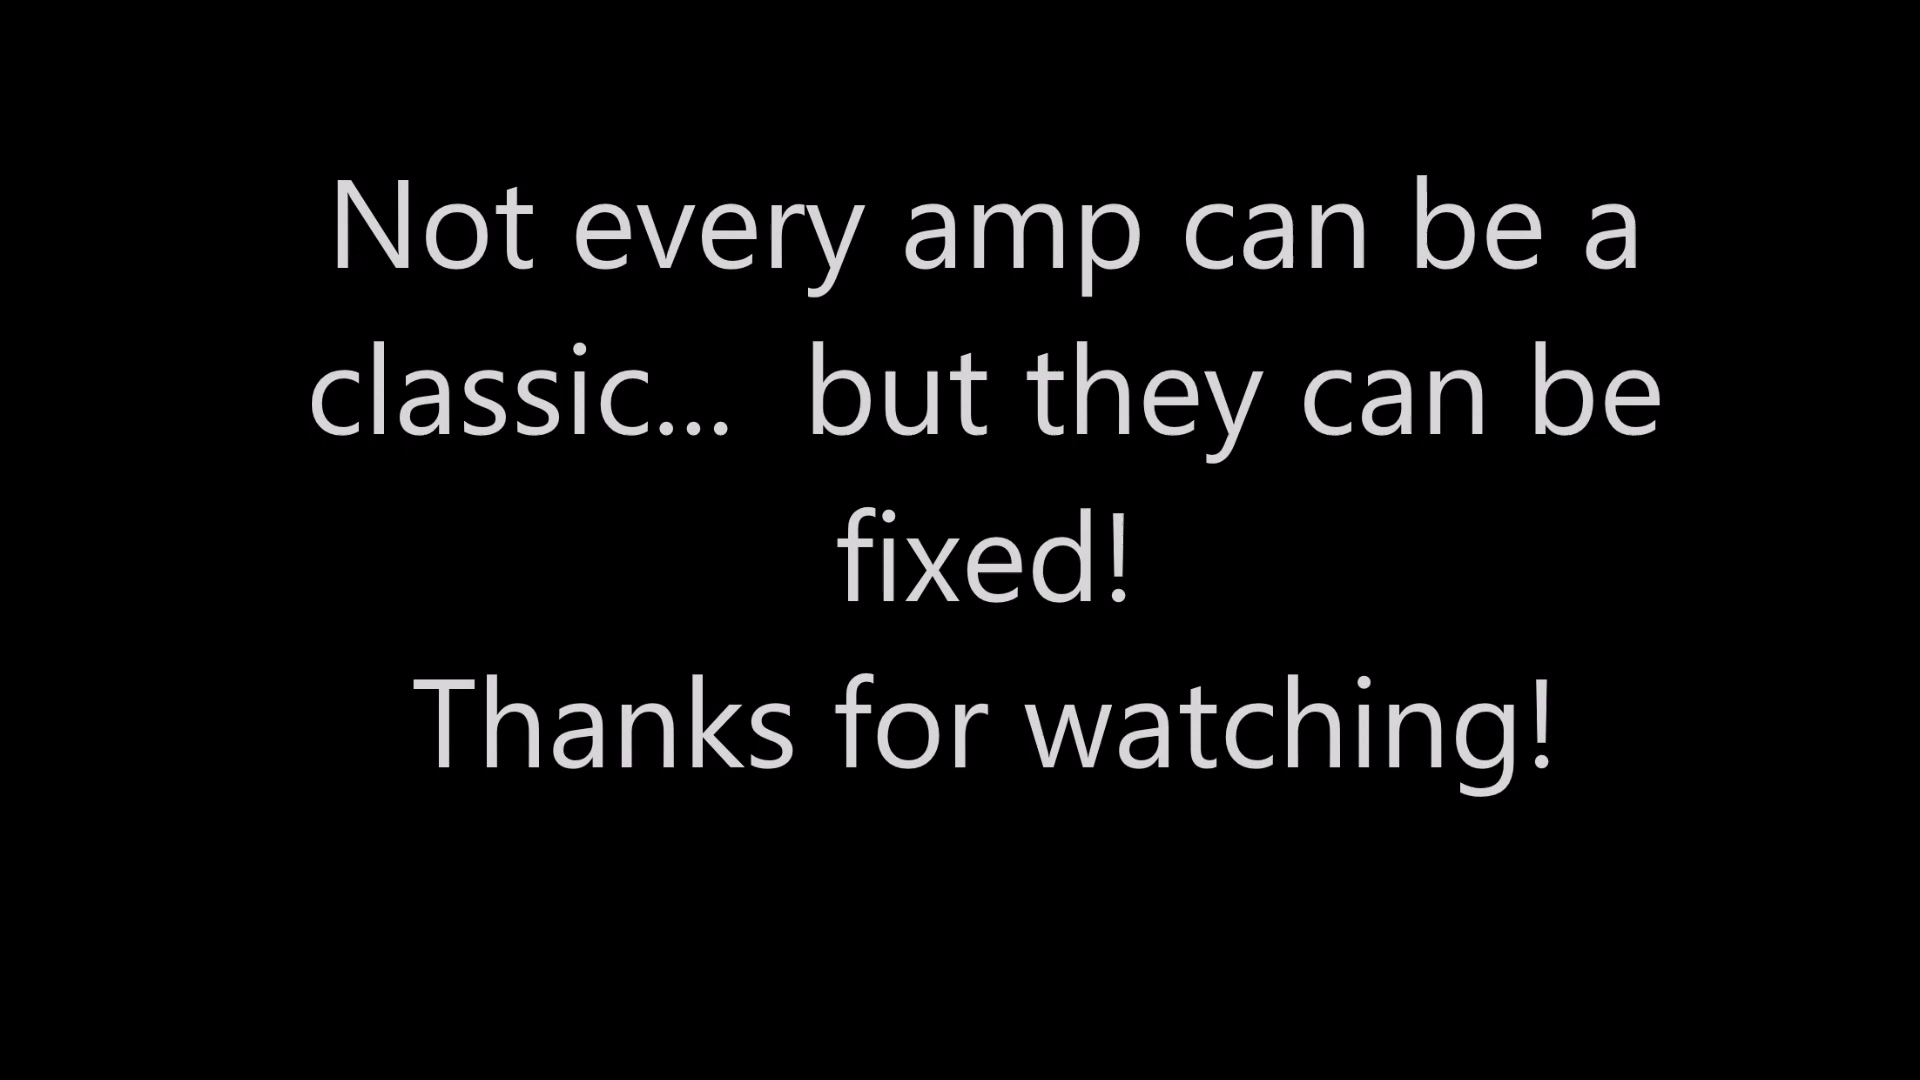 Not every amp can be a
classic...  but they can be
fixed!
Thanks for watching!